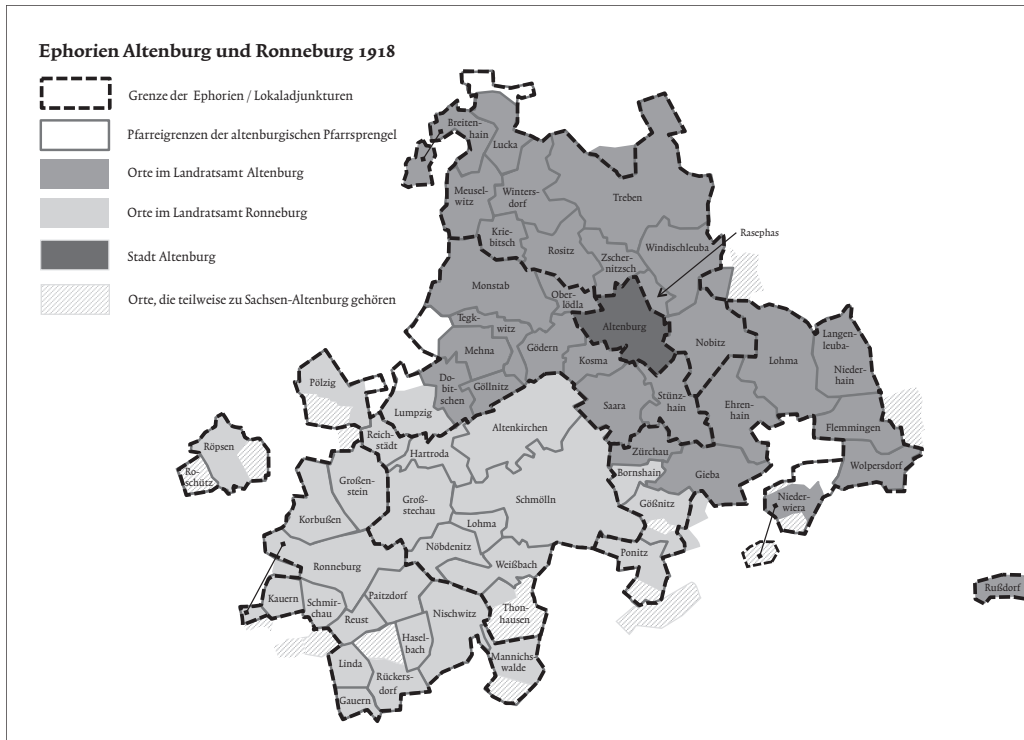 Ephorien Altenburg und Ronneburg 1918
Grenze der Ephorien / Lokaladjunkturen
Pfarreigrenzen der altenburgischen Pfarrsprengel
Orte im Landratsamt Altenburg
Orte im Landratsamt Ronneburg
Stadt Altenburg
Orte, die teilweise zu Sachsen-Altenburg gehören
Breiten-
hain
Lucka
Meusel-
witz
Winters-
dorf
Treben
Krie-
bitsch
Rositz
Zscher-
nitzsch
Windischleuba
Rasephas
Monstab
Ober-
lödla
Altenburg
Tegk-
witz
Mehna
Gödern
Kosma
Nobitz
Lohma
Langen-
leuba-
Nieder-
hain
Do-
bit-
schen
Göllnitz
Saara
Stünz-
hain
Ehren-
hain
Flemmingen
Wolpersdorf
Pölzig
Lumpzig
Reich-
städt
Altenkirchen
Hartroda
Zürchau
Bornshain
Gieba
Gößnitz
Nieder-
wiera
Röpsen
Ro-
schütz
Großen-
stein
Korbußen
Groß-
stechau
Schmölln
Lohma
Nöbdenitz
Ponitz
Weißbach
Ronneburg
Rußdorf
Kauern
Schmir-
chau
Paitzdorf
Reust
Nischwitz
Thon-
hausen
Hasel-
bach
Mannichs-
walde
Linda
Rückers-
dorf
Gauern